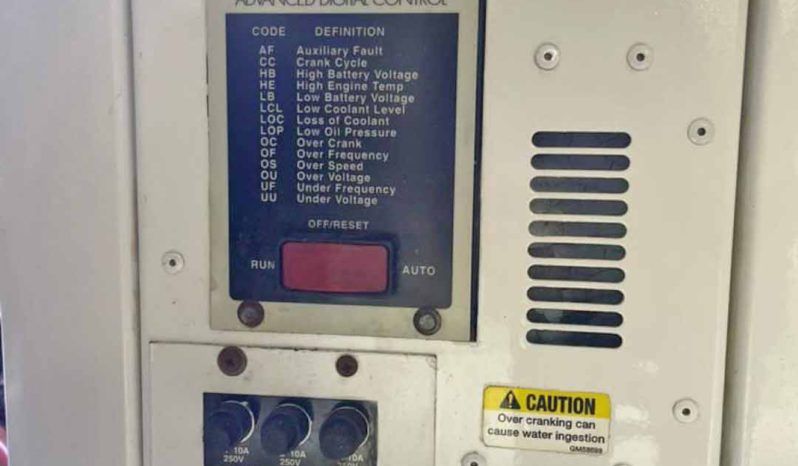 ADVANCED DIGITAL CONTROL
CODE DEFINITION
AF Auxiliary Fault
CC Crank Cycle
HB High Battery Voltage
HE High Engine Temp
LB Low Battery Voltage
LCL Low Coolant Level
LOC Loss of Coolant
LOP Low Oil Pressure
OC Over Crank
OF Over Frequency
OS Over Speed
OU Over Voltage
UF Under Frequency
UU Under Voltage
OFF/RESET
RUN AUTO
CAUTION
Over cranking can
cause water ingestion
10A 10A
250V 250V